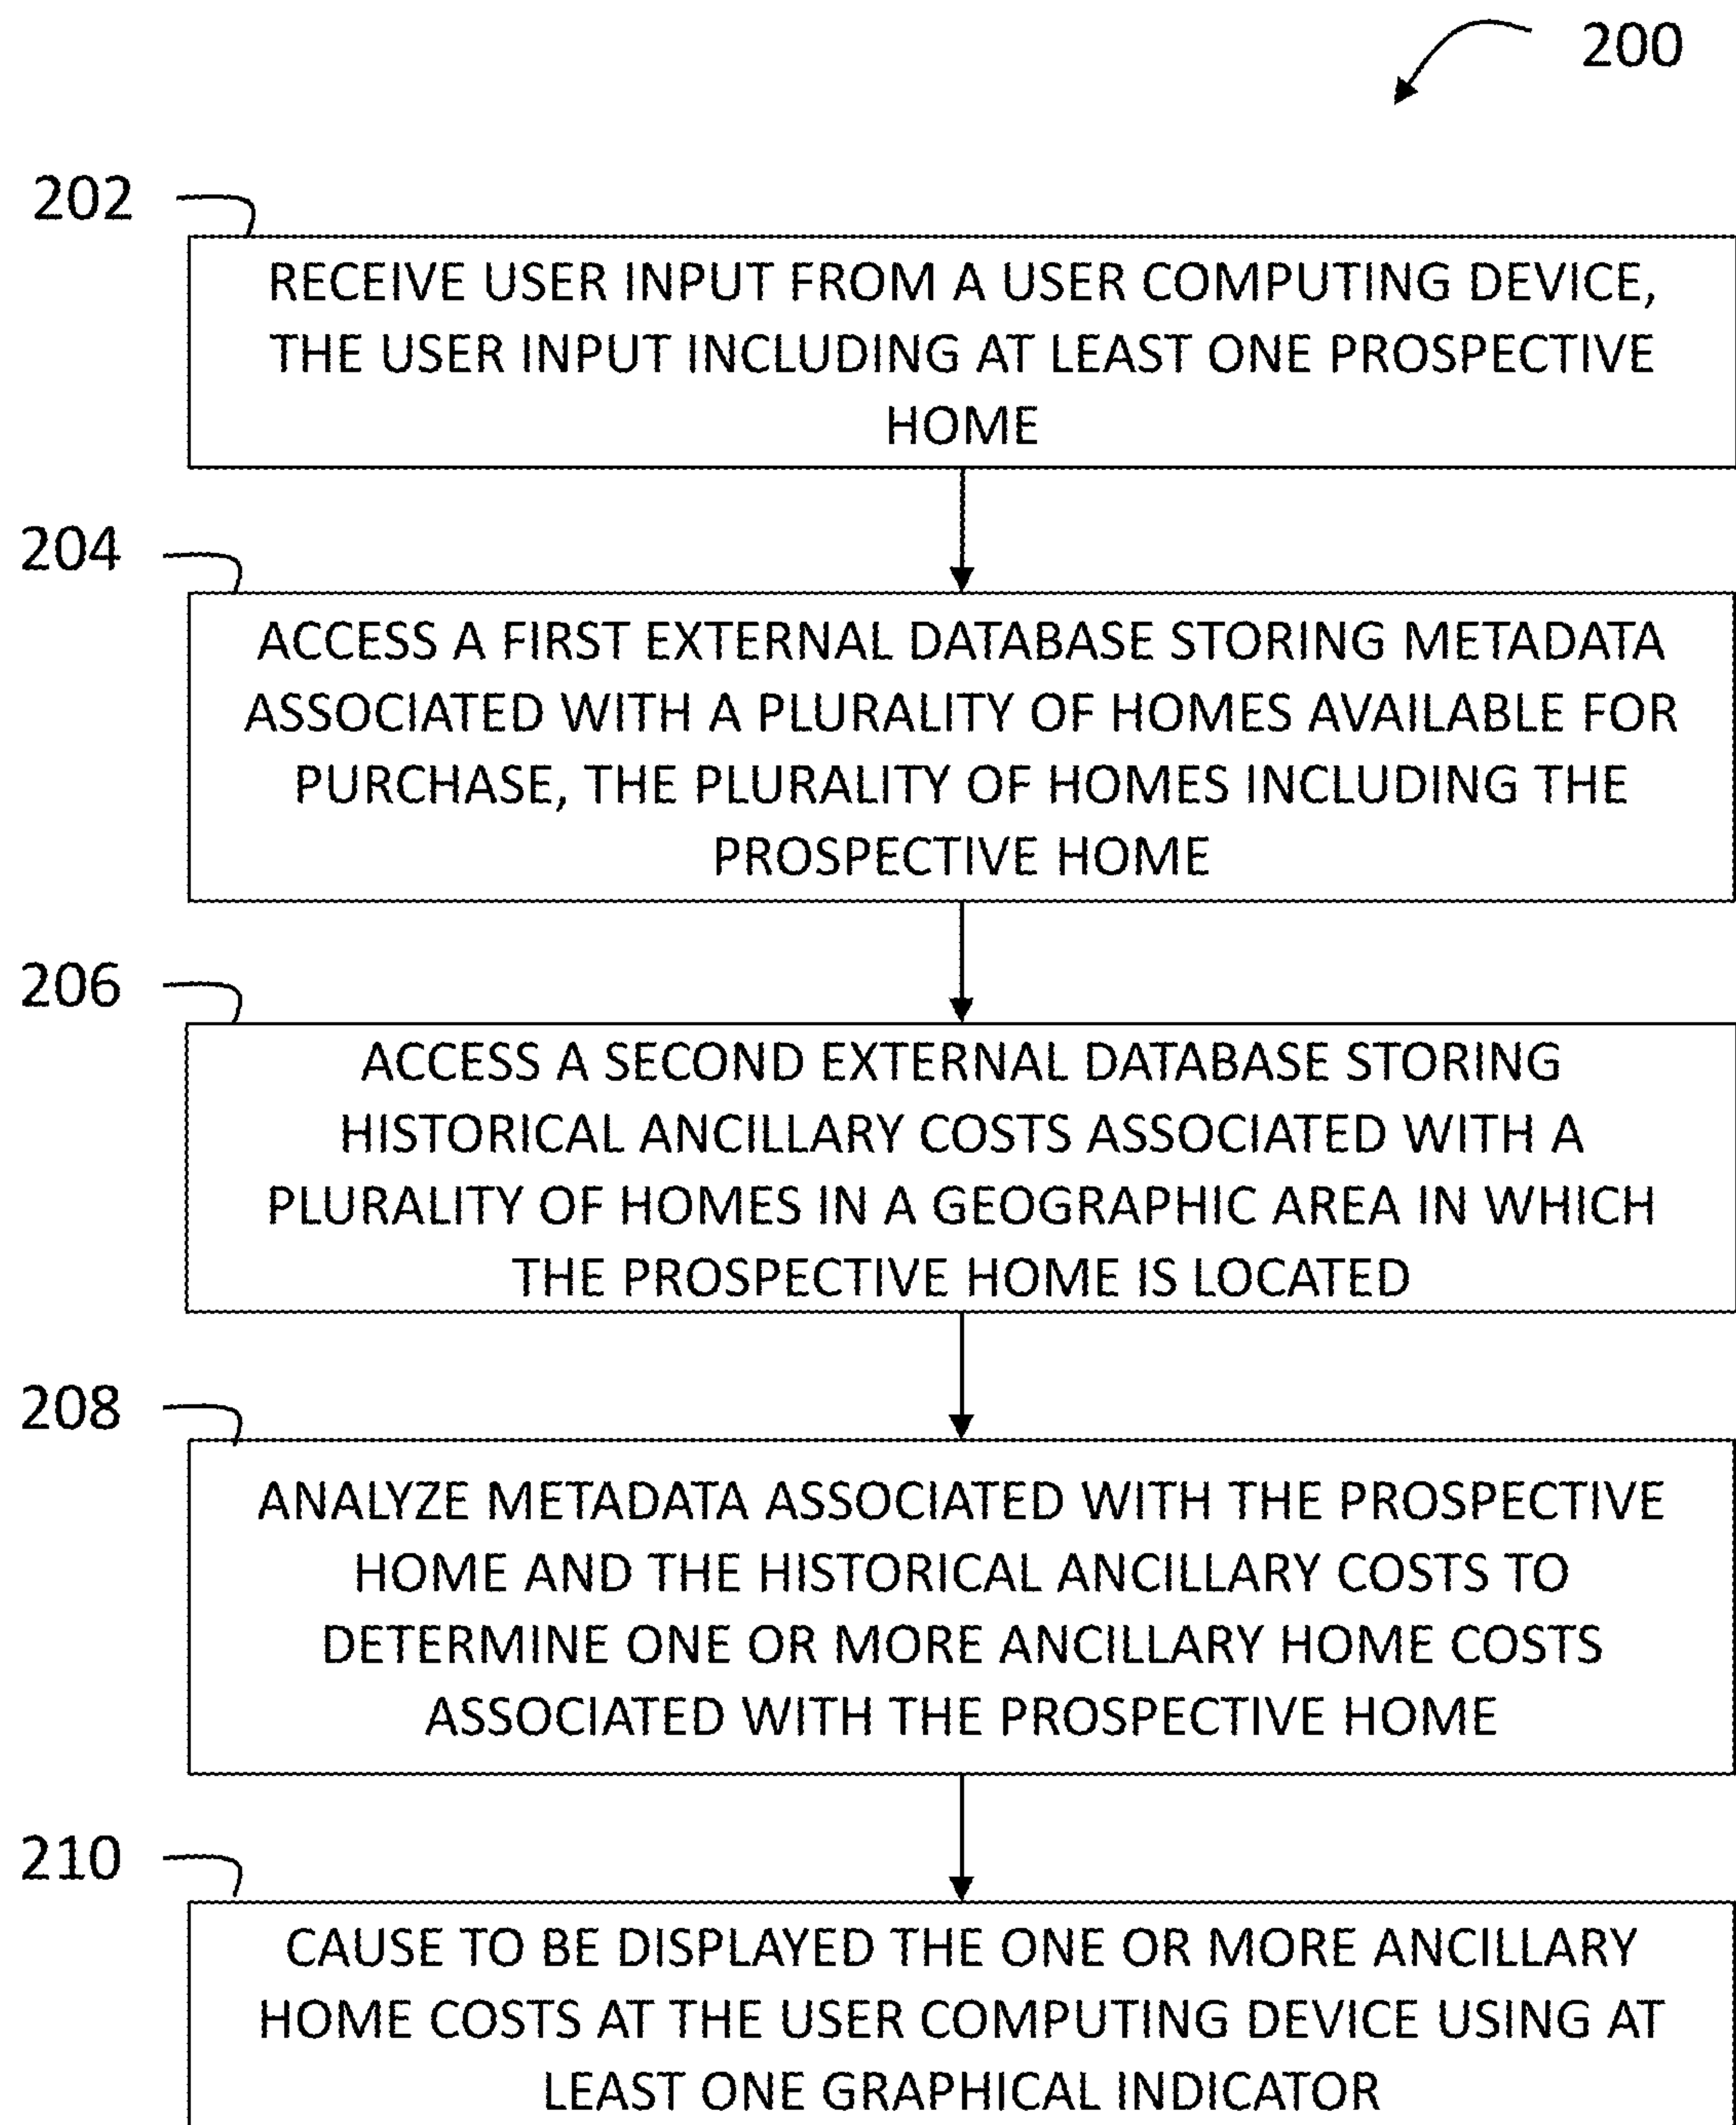 200
202
RECEIVE USER INPUT FROM A USER COMPUTING DEVICE,
THE USER INPUT INCLUDING AT LEAST ONE PROSPECTIVE
HOME
204
ACCESS A FIRST EXTERNAL DATABASE STORING METADATA
ASSOCIATED WITH A PLURALITY OF HOMES AVAILABLE FOR
PURCHASE, THE PLURALITY OF HOMES INCLUDING THE
PROSPECTIVE HOME
206
ACCESS A SECOND EXTERNAL DATABASE STORING
HISTORICAL ANCILLARY COSTS ASSOCIATED WITH A
PLURALITY OF HOMES IN A GEOGRAPHIC AREA IN WHICH
THE PROSPECTIVE HOME IS LOCATED
208
ANALYZE METADATA ASSOCIATED WITH THE PROSPECTIVE
HOME AND THE HISTORICAL ANCILLARY COSTS TO
DETERMINE ONE OR MORE ANCILLARY HOME COSTS
ASSOCIATED WITH THE PROSPECTIVE HOME
210
CAUSE TO BE DISPLAYED THE ONE OR MORE ANCILLARY
HOME COSTS AT THE USER COMPUTING DEVICE USING AT
LEAST ONE GRAPHICAL INDICATOR